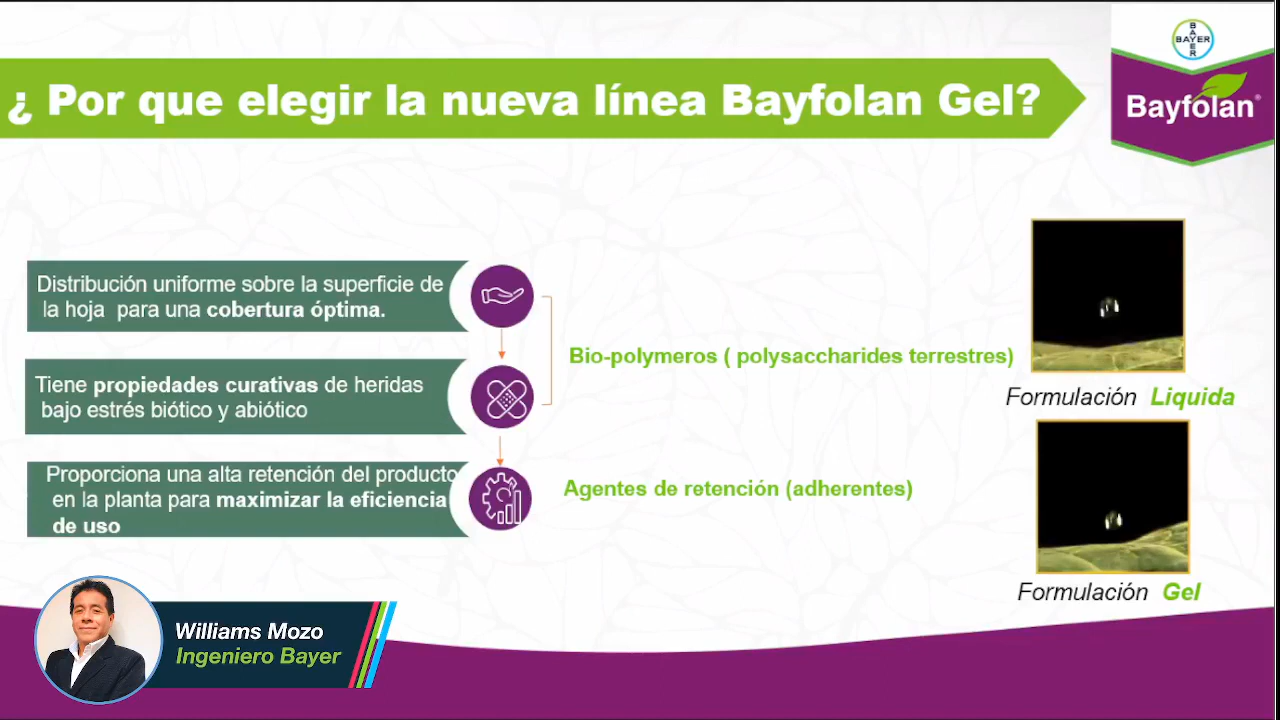 ¿ Por que elegir la nueva línea Bayfolan Gel?
BAYER
BAYER
Bayfolan®
Distribución uniforme sobre la superficie de
la hoja para una cobertura óptima.
Tiene propiedades curativas de heridas
bajo estrés biótico y abiótico
Proporciona una alta retención del producto
en la planta para maximizar la eficiencia
de uso
Bio-polymeros ( polysaccharides terrestres)
Agentes de retención (adherentes)
Formulación Liquida
Formulación Gel
Williams Mozo
Ingeniero Bayer